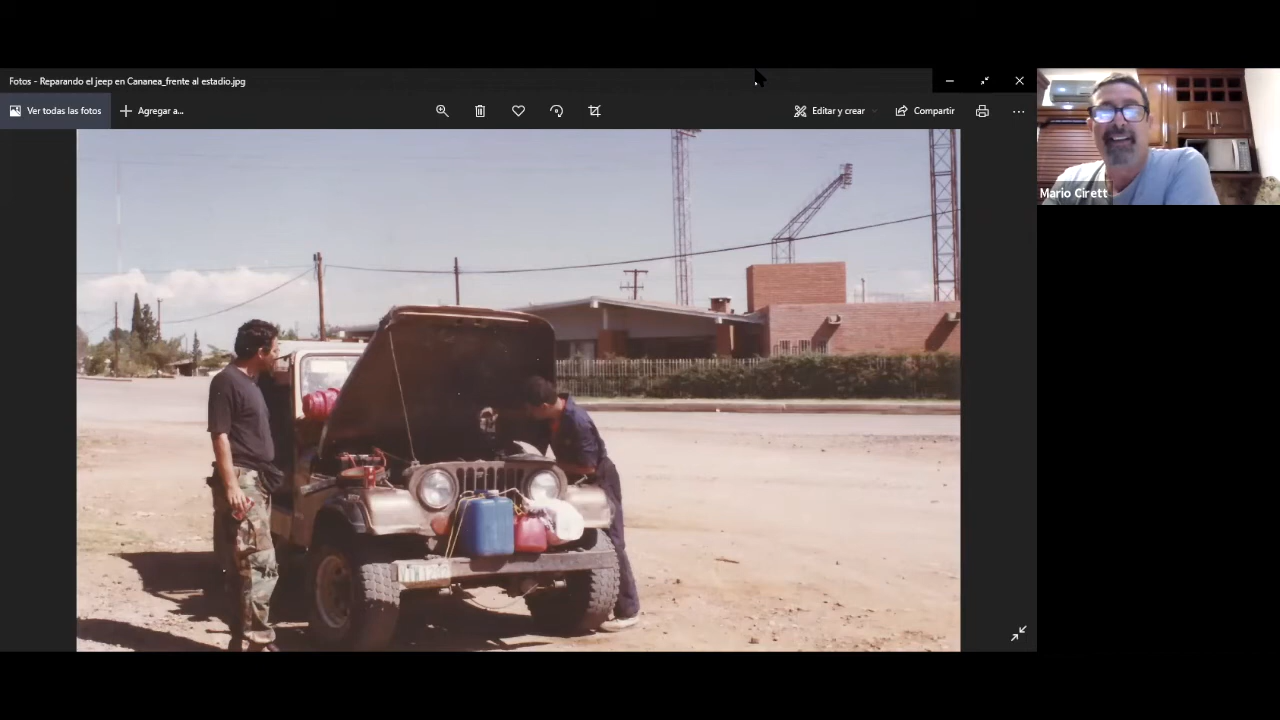 Fotos - Reparando el jeep en Cananea_frente al estadio.jpg
Ver todas las fotos
Agregar a...
Editar y crear
Compartir
Mario Cirett